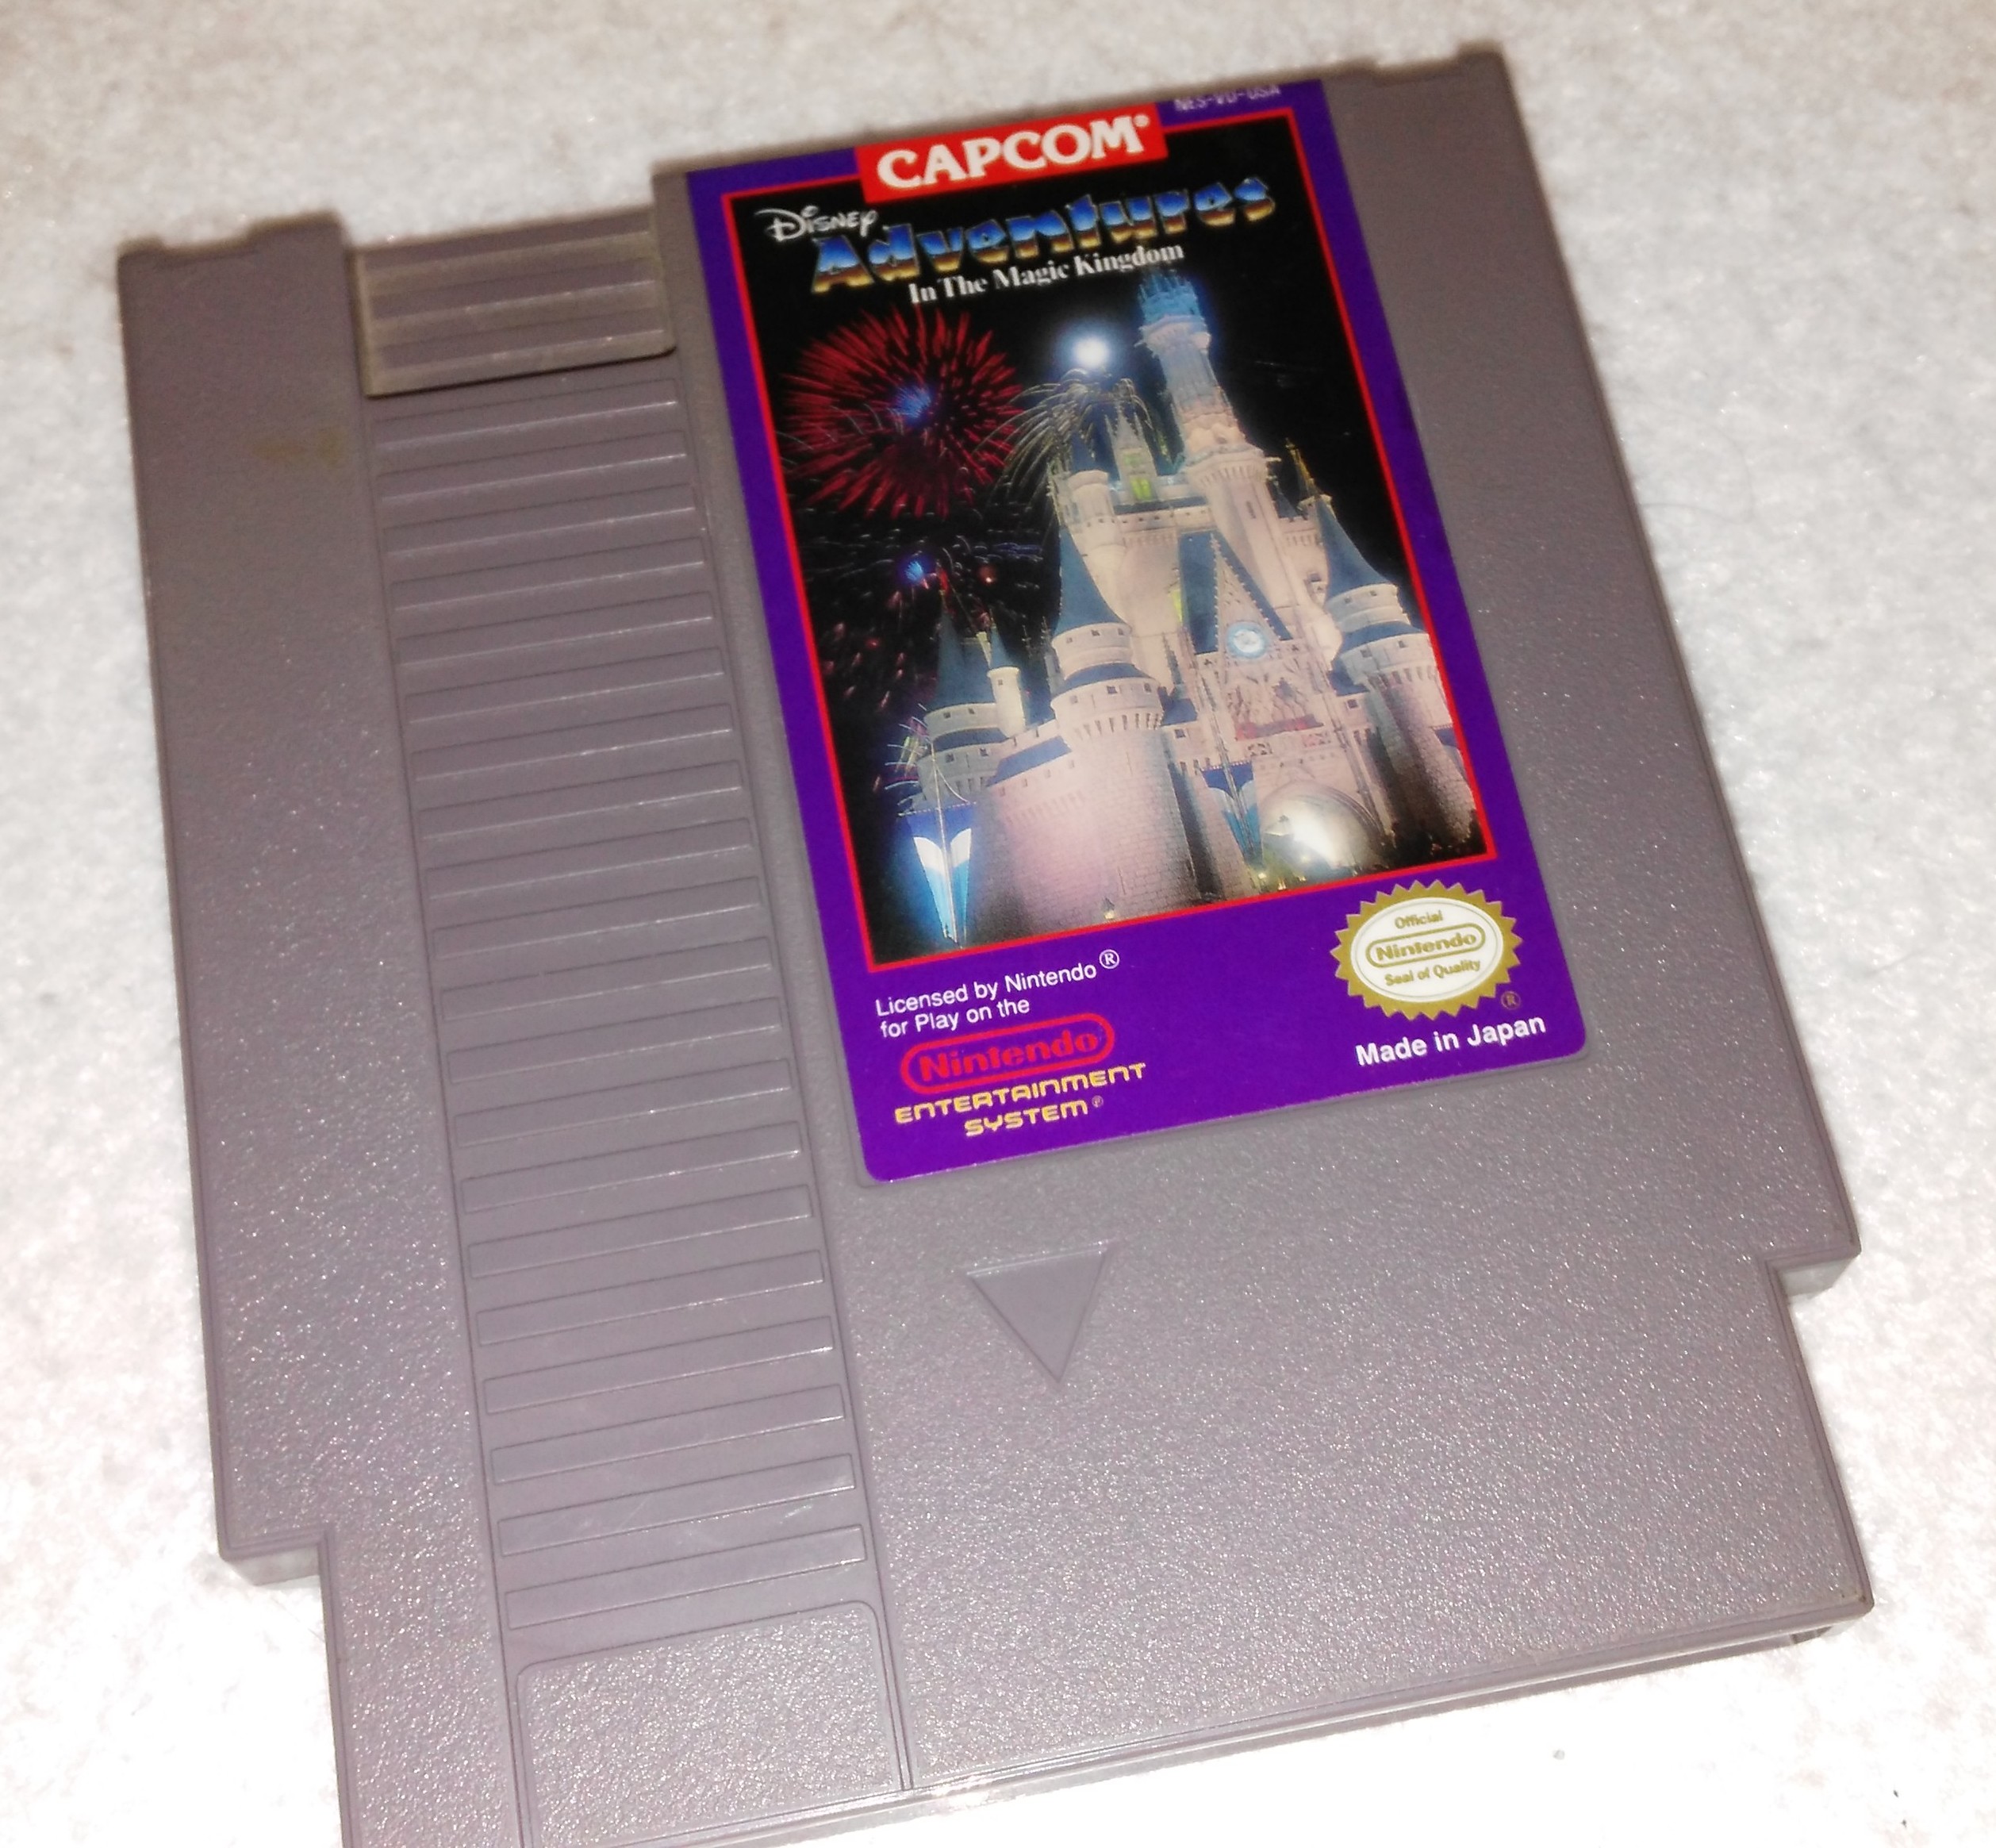 NES-VD-USA
CAPCOM®
Disney
Adventures
In The Magic Kingdom
Licensed by Nintendo®
for Play on the
Nintendo®
ENTERTAINMENT
SYSTEM®
Official
Nintendo
Seal of Quality
®
Made in Japan